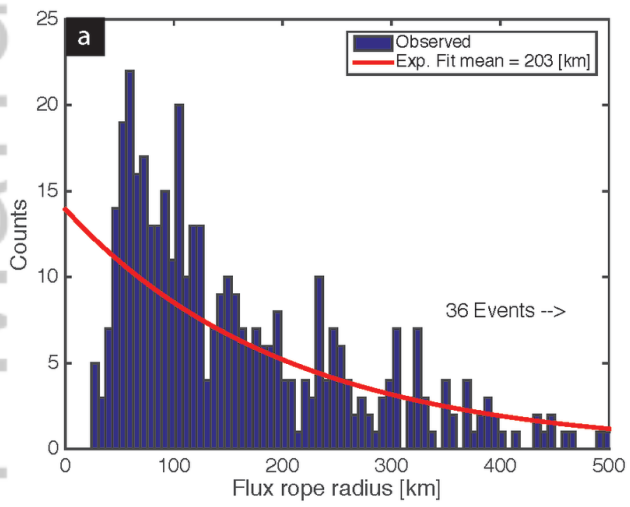 a
Observed
Exp. Fit mean = 203 [km]
25
20
15
10
5
0
Counts
36 Events -->
0 100 200 300 400 500
Flux rope radius [km]